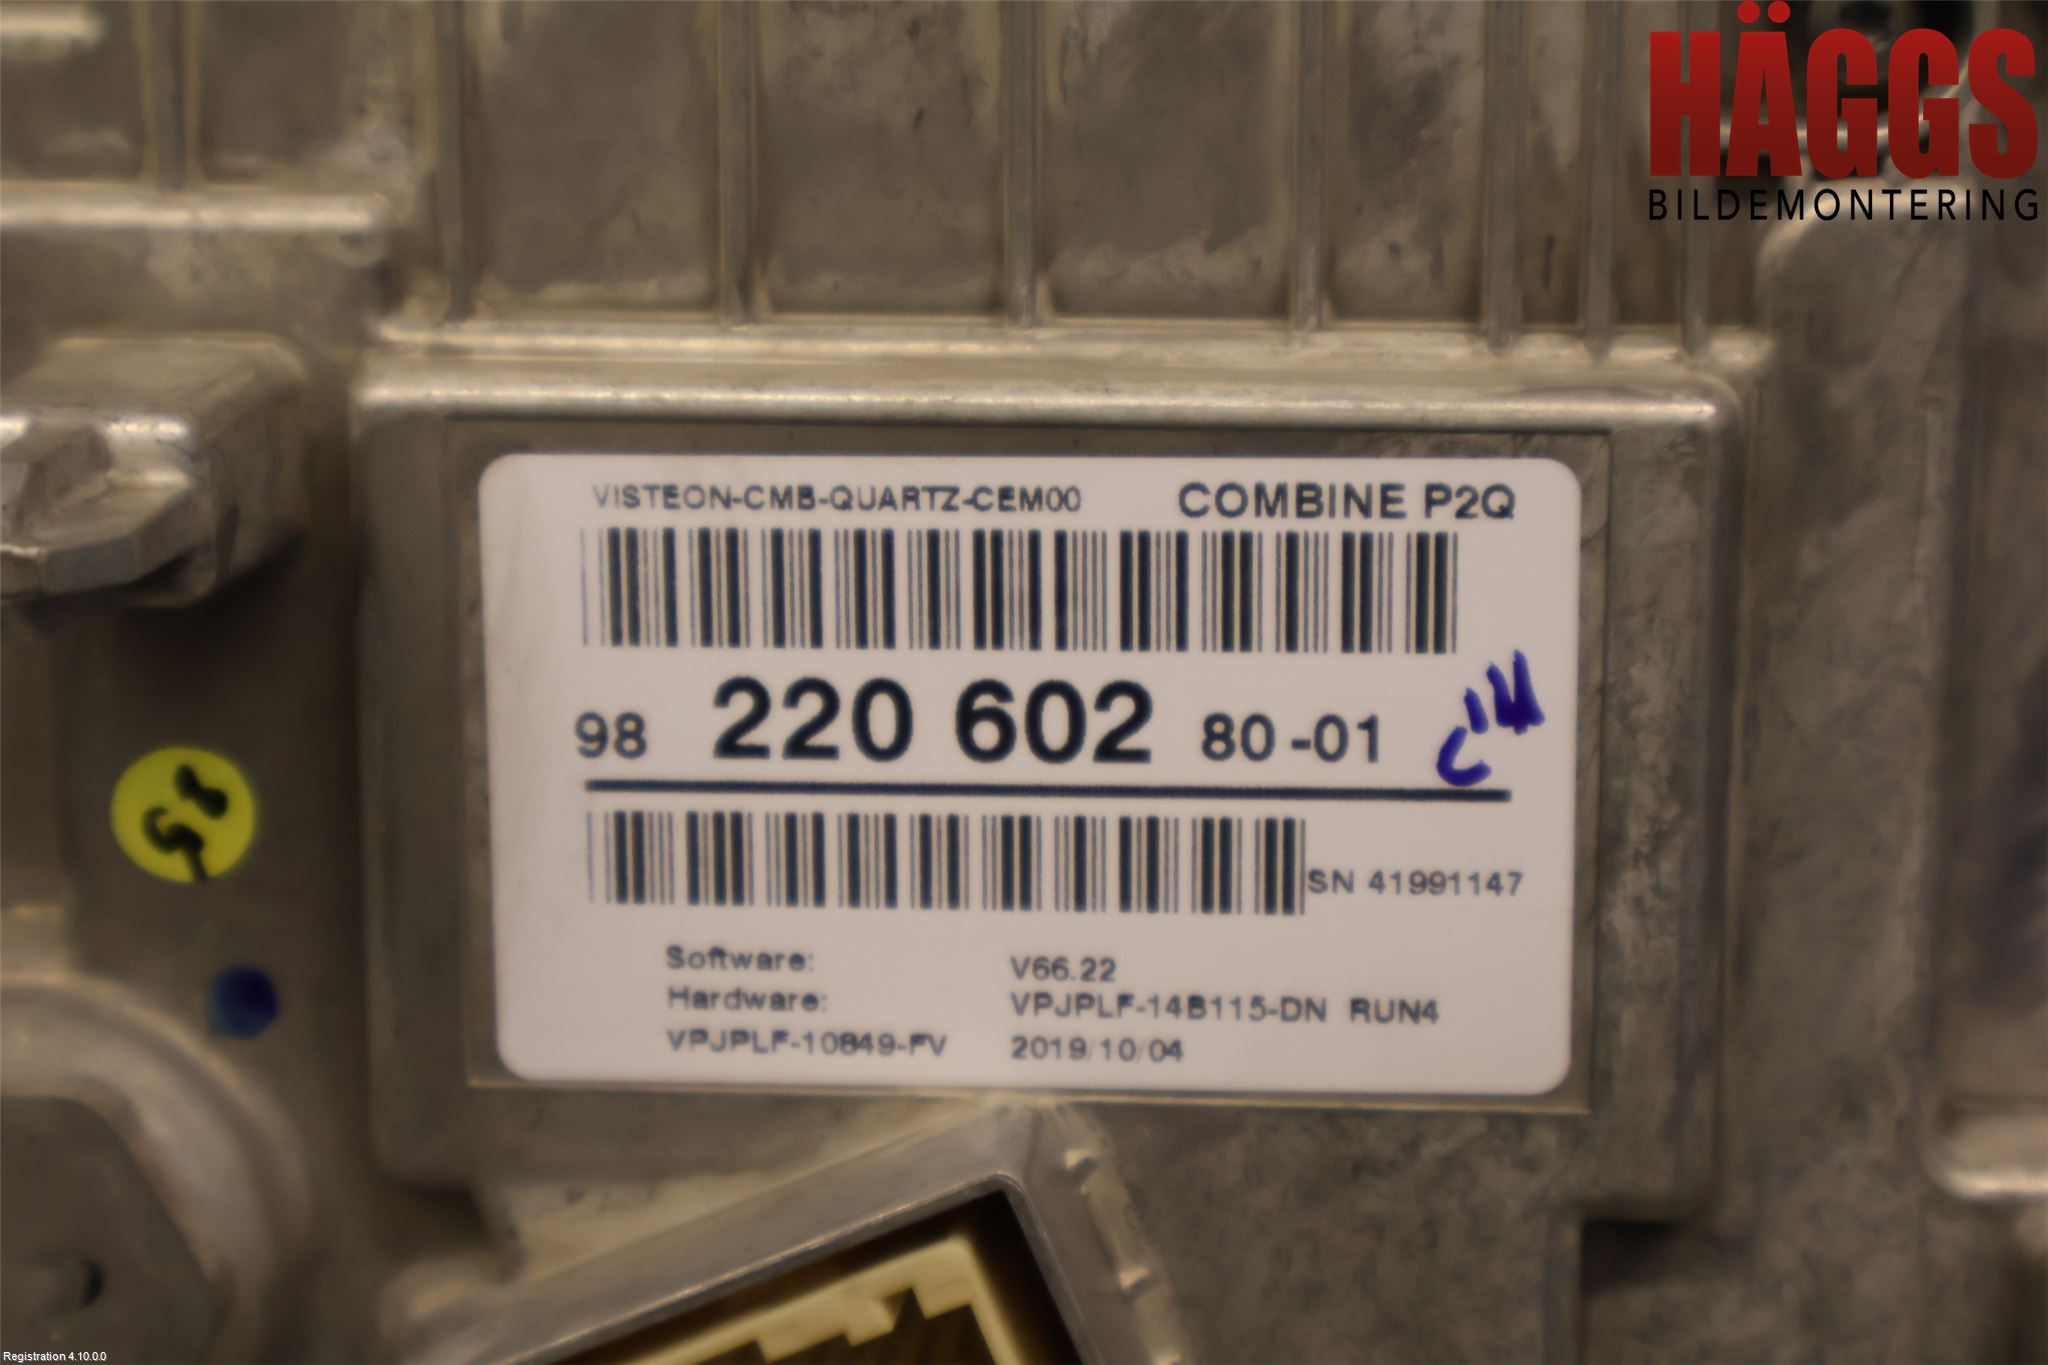 HÄGGS
BILDEMONTERING
VISTEON-CMB-QUARTZ-CEM00 COMBINE P2Q
98 220 602 80-01
SN 41991147
Software: V66.22
Hardware: VPJPLF-14B115-DN RUN4
VPJPLF-10849-FV 2019/10/04
Registration 4.10.0.0